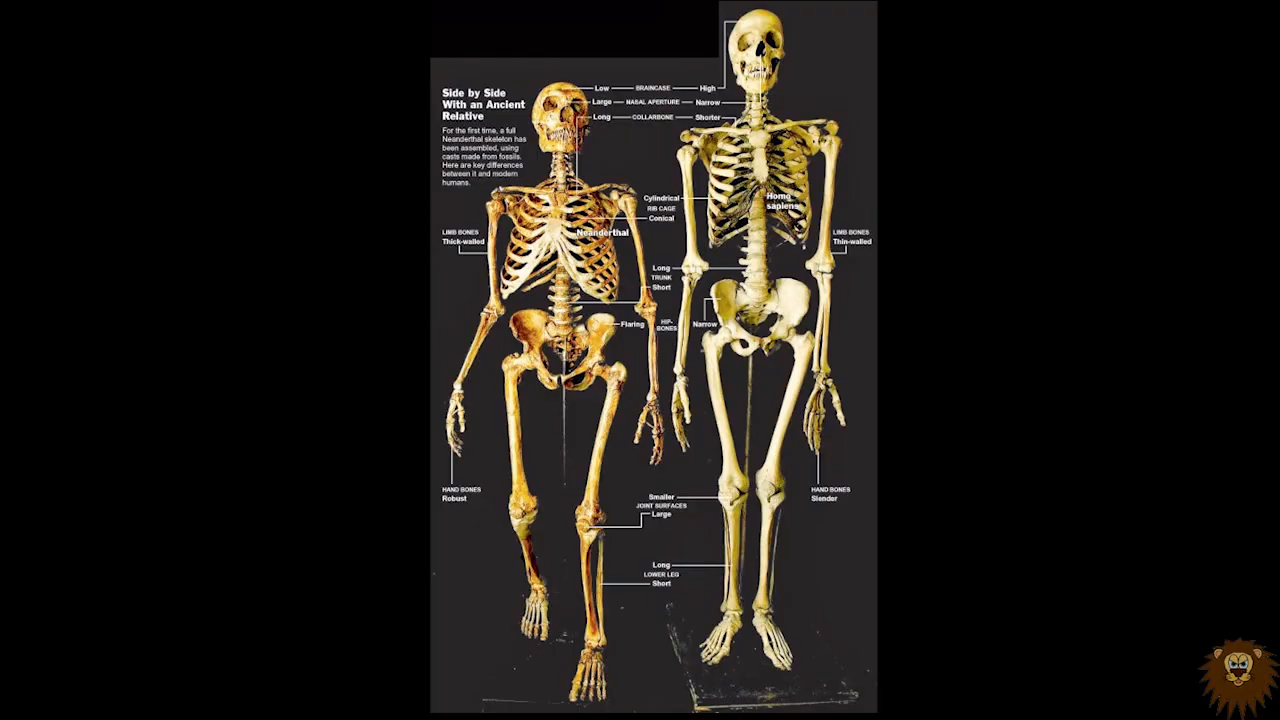 Side by Side
With an Ancient
Relative
For the first time, a full
Neanderthal skeleton has
been assembled, using
casts made from fossils.
Here are key differences
between it and modern
humans.
Low BRAINCASE High
Large NASAL APERTURE Narrow
Long COLLARBONE Shorter
Cylindrical
RIB CAGE
Conical
Homo
sapiens
Neanderthal
LIMB BONES
Thick-walled
LIMB BONES
Thin-walled
Long
TRUNK
Short
Flaring
HIP-
BONES
Narrow
HAND BONES
Robust
Smaller
JOINT SURFACES
Large
HAND BONES
Slender
Long
LOWER LEG
Short